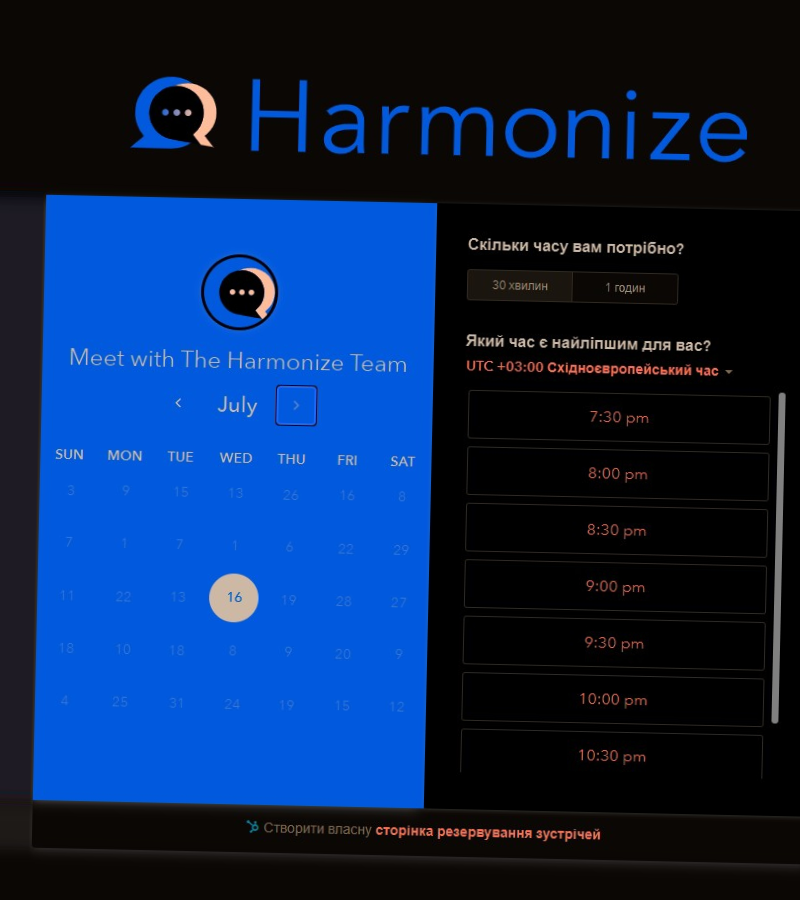 Harmonize
Meet with The Harmonize Team
July
SUN MON TUE WED THU FRI SAT
3 9 15 13 26 16 8
7 1 7 1 6 22 29
11 22 13 16 19 28 27
18 10 18 8 9 20 9
4 25 31 24 19 15 12
Скільки часу вам потрібно?
30 хвилин 1 годин
Який час є найліпшим для вас?
UTC +03:00 Східноєвропейський час
7:30 pm
8:00 pm
8:30 pm
9:00 pm
9:30 pm
10:00 pm
10:30 pm
Створити власну сторінка резервування зустрічей